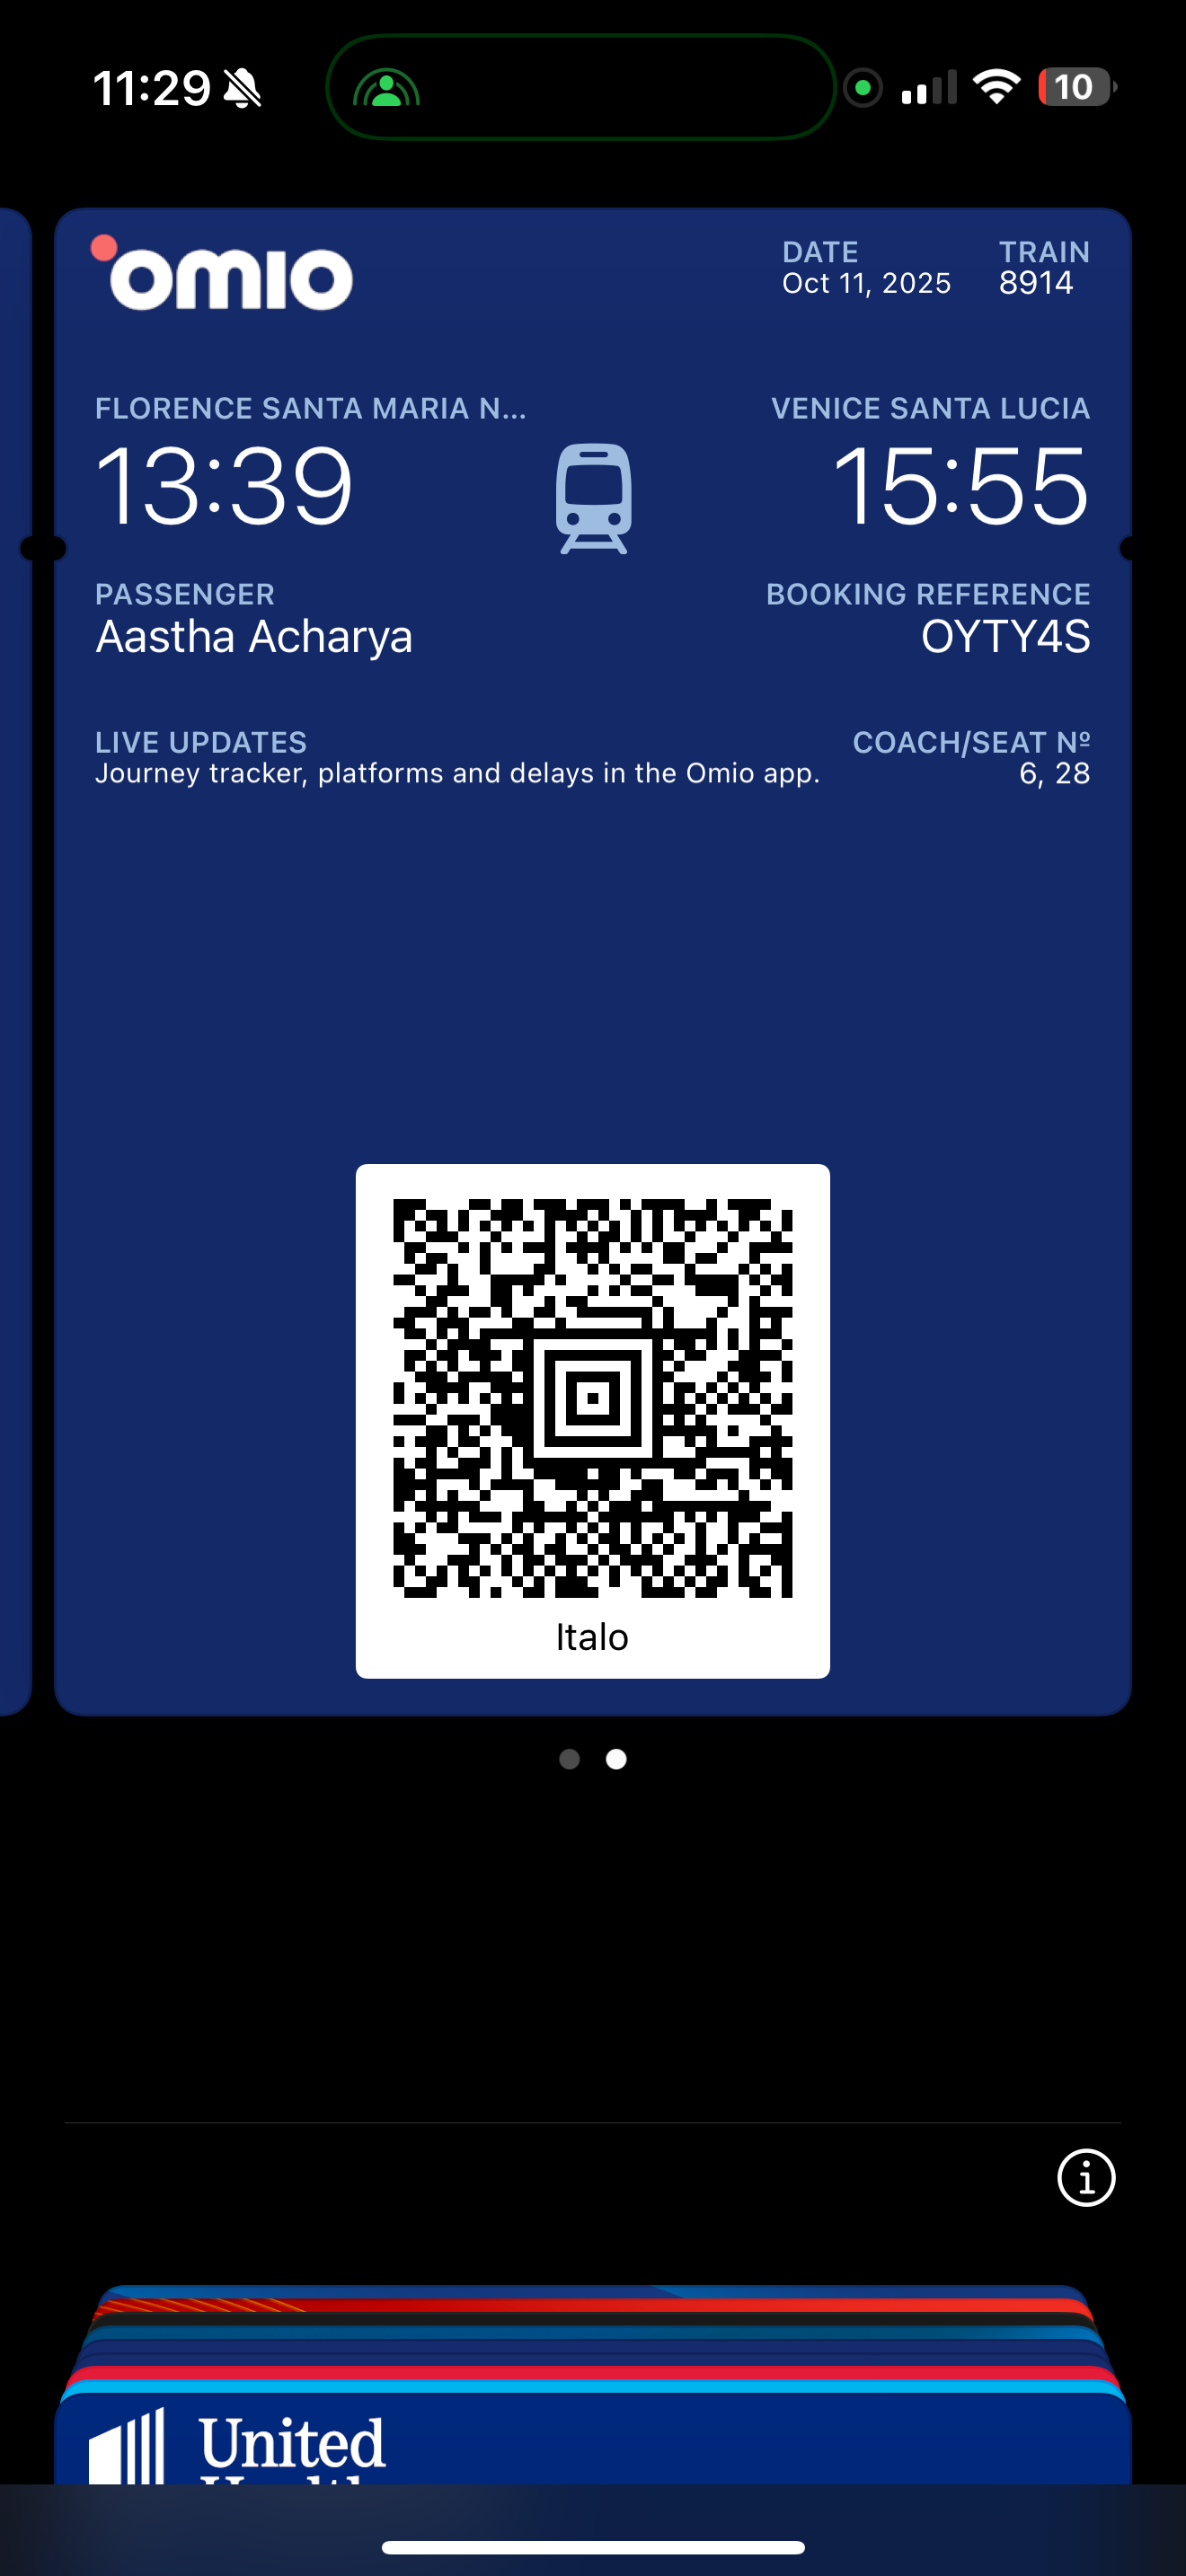 11:29
10
omio
DATE
Oct 11, 2025
TRAIN
8914
FLORENCE SANTA MARIA N...
VENICE SANTA LUCIA
13:39
15:55
PASSENGER
Aastha Acharya
BOOKING REFERENCE
OYTY4S
LIVE UPDATES
Journey tracker, platforms and delays in the Omio app.
COACH/SEAT Nº
6, 28
Italo
United